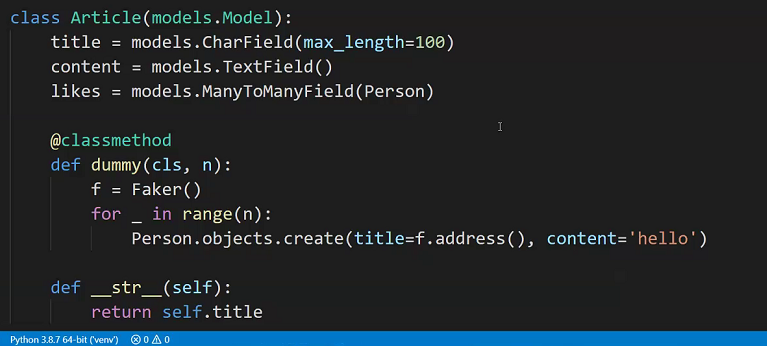 class Article(models.Model):
    title = models.CharField(max_length=100)
    content = models.TextField()
    likes = models.ManyToManyField(Person)
    @classmethod
    def dummy(cls, n):
        f = Faker()
        for _ in range(n):
            Person.objects.create(title=f.address(), content='hello')
    def __str__(self):
        return self.title
Python 3.8.7 64-bit ('venv') 0 0